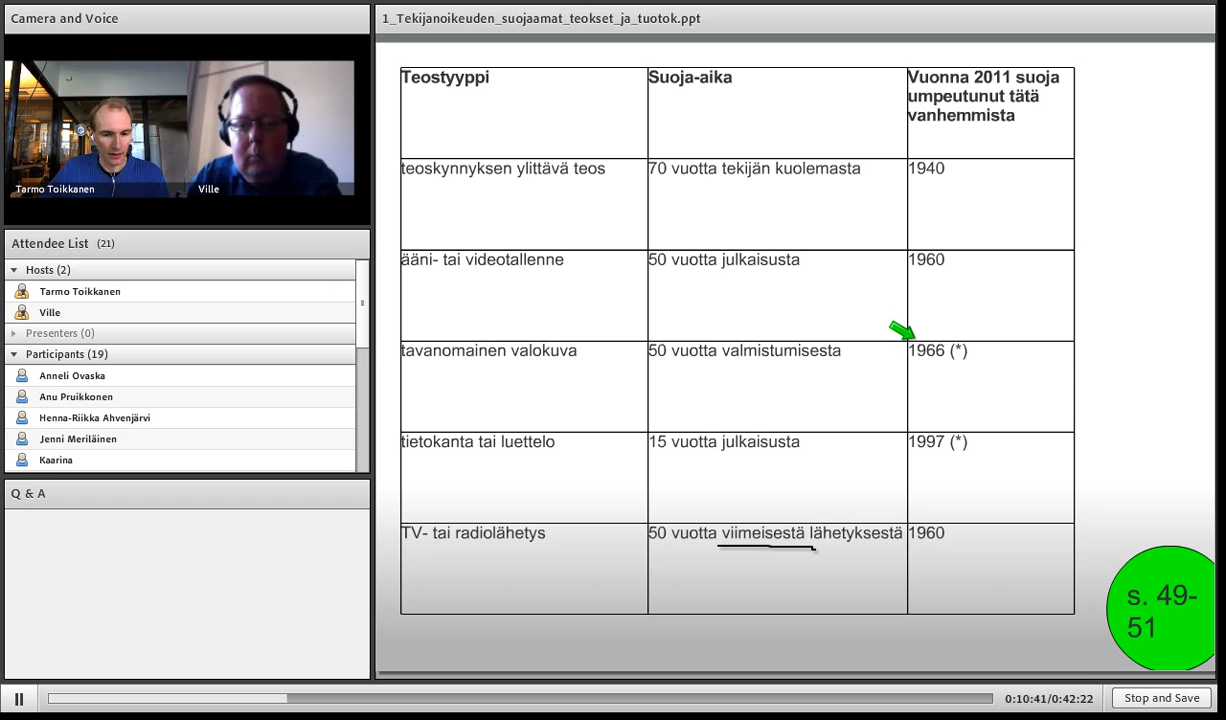 Camera and Voice
Tarmo Toikkanen
Ville
Attendee List (21)
Hosts (2)
Tarmo Toikkanen
Ville
Presenters (0)
Participants (19)
Anneli Ovaska
Anu Pruikkonen
Henna-Riikka Ahvenjärvi
Jenni Meriläinen
Kaarina
Q & A
1_Tekijanoikeuden_suojaamat_teokset_ja_tuotok.ppt
Teostyyppi
Suoja-aika
Vuonna 2011 suoja
umpeutunut tätä
vanhemmista
teoskynnyksen ylittävä teos
70 vuotta tekijän kuolemasta
1940
ääni- tai videotallenne
50 vuotta julkaisusta
1960
tavanomainen valokuva
50 vuotta valmistumisesta
1966 (*)
tietokanta tai luettelo
15 vuotta julkaisusta
1997 (*)
TV- tai radiolähetys
50 vuotta viimeisestä lähetyksestä
1960
s. 49-
51
0:10:41/0:42:22
Stop and Save